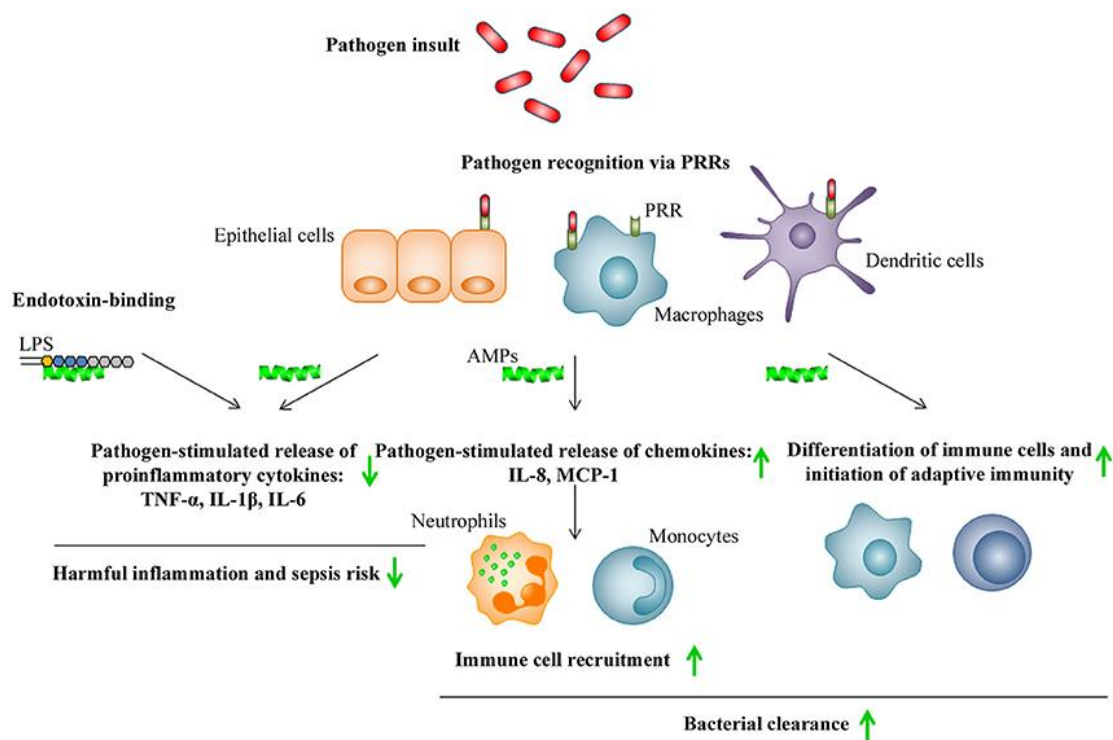 Pathogen insult
Pathogen recognition via PRRs
Epithelial cells
PRR
Dendritic cells
Macrophages
Endotoxin-binding
LPS
AMPs
Pathogen-stimulated release of
proinflammatory cytokines:
TNF-α, IL-1β, IL-6
Pathogen-stimulated release of chemokines:
IL-8, MCP-1
Differentiation of immune cells and
initiation of adaptive immunity
Neutrophils
Monocytes
Harmful inflammation and sepsis risk
Immune cell recruitment
Bacterial clearance